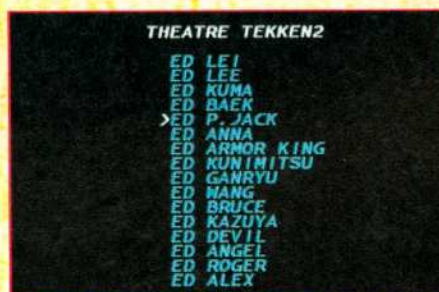 THEATRE TEKKEN2
ED LEI
ED LEE
ED KUMA
ED BAEK
>ED P.JACK
ED ANNA
ED ARMOR KING
ED KUNIMITSU
ED GANRYU
ED WANG
ED BRUCE
ED KAZUYA
ED DEVIL
ED ANGEL
ED ROGER
ED ALEX